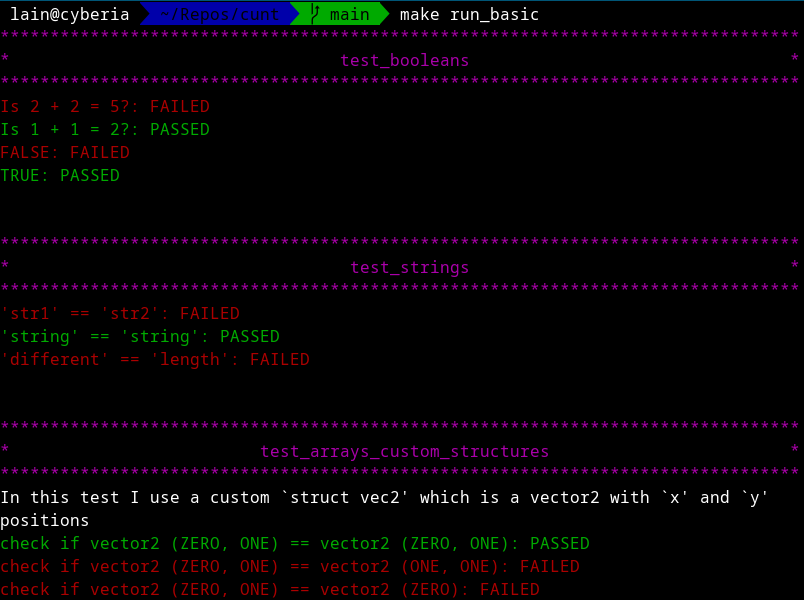 lain@cyberia ~/Repos/cunt main make run_basic
********************************************************************************
* test_booleans *
********************************************************************************
Is 2 + 2 = 5?: FAILED
Is 1 + 1 = 2?: PASSED
FALSE: FAILED
TRUE: PASSED
********************************************************************************
* test_strings *
********************************************************************************
'str1' == 'str2': FAILED
'string' == 'string': PASSED
'different' == 'length': FAILED
********************************************************************************
* test_arrays_custom_structures *
********************************************************************************
In this test I use a custom `struct vec2' which is a vector2 with `x' and `y'
positions
check if vector2 (ZERO, ONE) == vector2 (ZERO, ONE): PASSED
check if vector2 (ZERO, ONE) == vector2 (ONE, ONE): FAILED
check if vector2 (ZERO, ONE) == vector2 (ZERO): FAILED